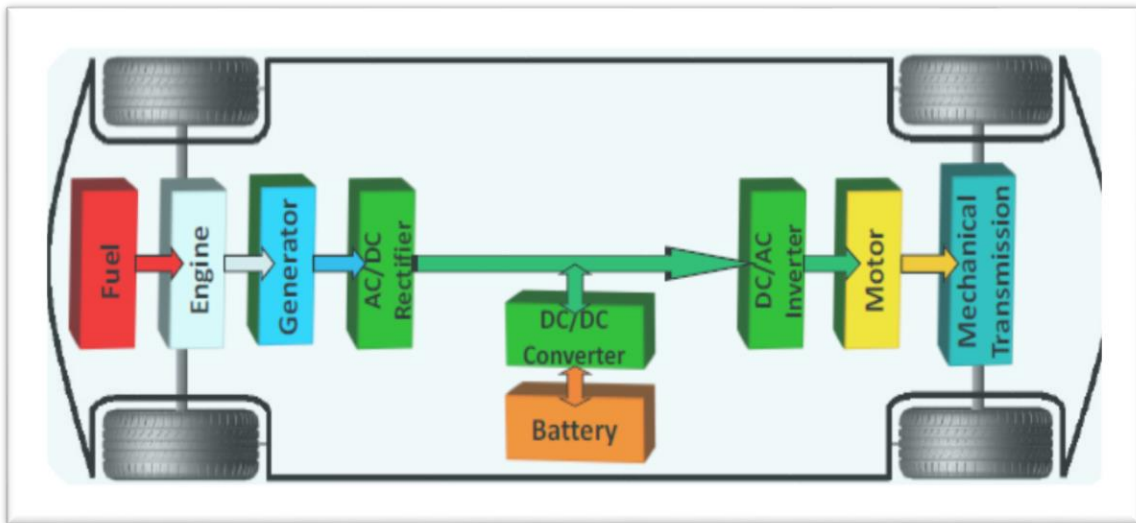 Fuel
Engine
Generator
AC/DC
Rectifier
DC/DC
Converter
Battery
DC/AC
Inverter
Motor
Mechanical
Transmission